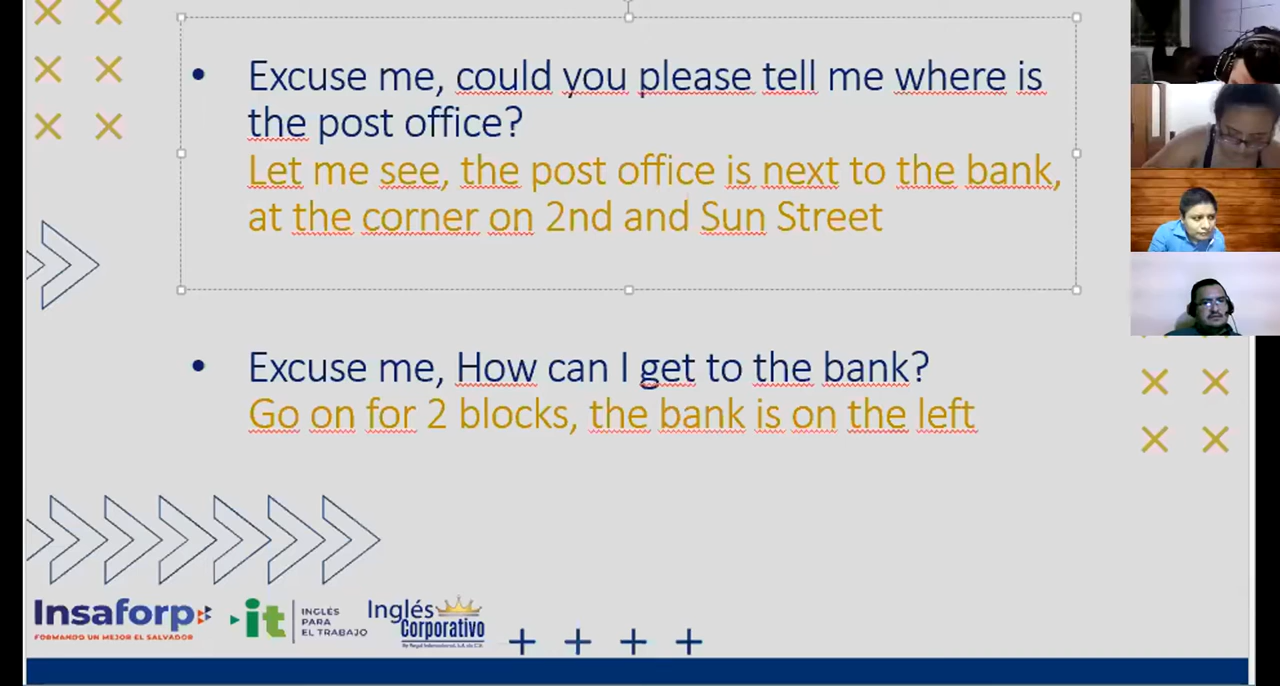 Excuse me, could you please tell me where is
the post office?
Let me see, the post office is next to the bank,
at the corner on 2nd and Sun Street
Excuse me, How can I get to the bank?
Go on for 2 blocks, the bank is on the left
Insaforp
FORMANDO UN MEJOR EL SALVADOR
it
INGLÉS
PARA
EL TRABAJO
Inglés
Corporativo